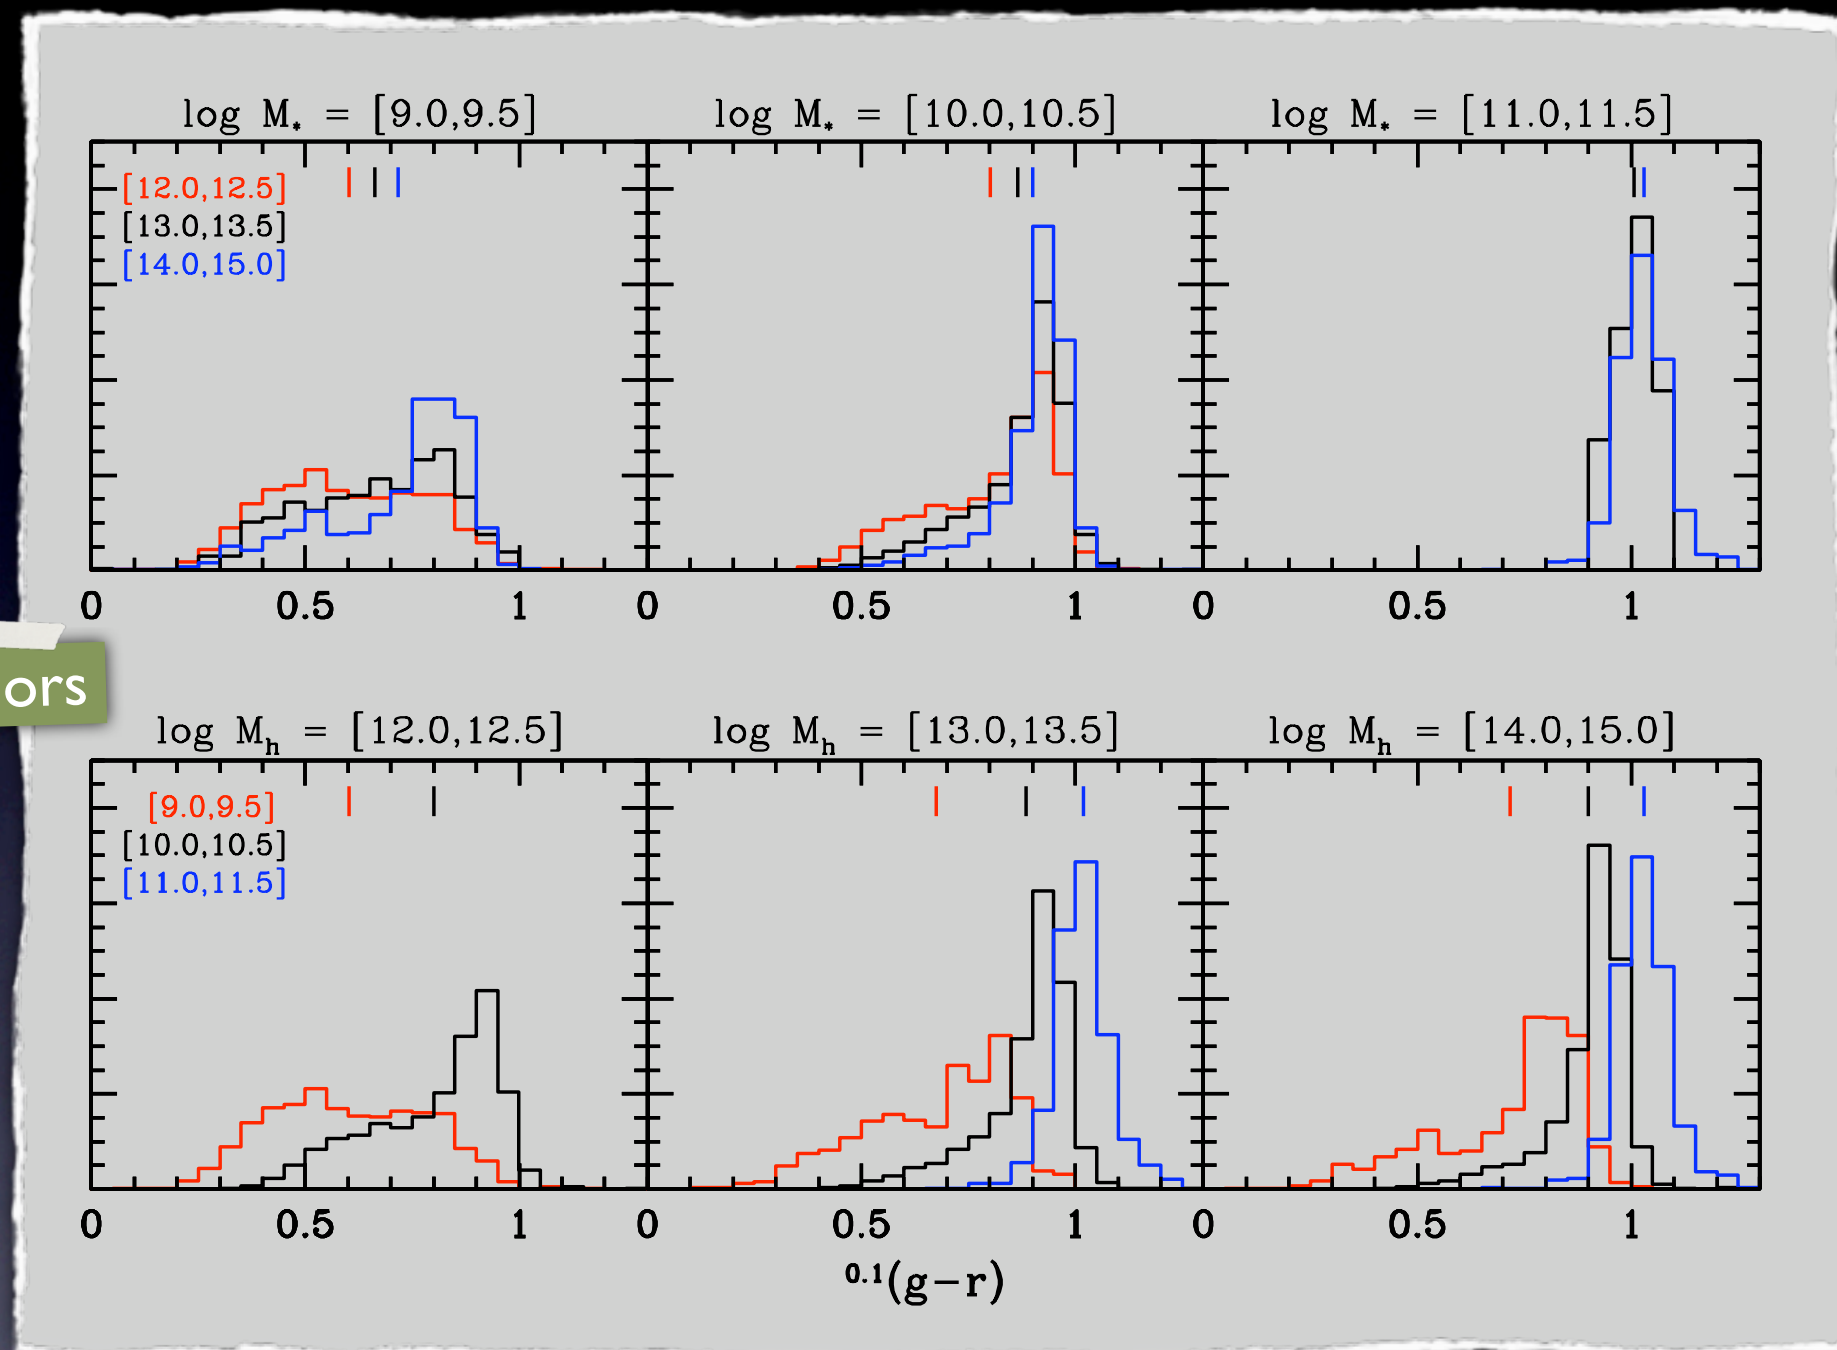 log M* = [9.0,9.5]
log M* = [10.0,10.5]
log M* = [11.0,11.5]
[12.0,12.5]
[13.0,13.5]
[14.0,15.0]
0 0.5 1 0 0.5 1 0 0.5 1
ors
log Mh = [12.0,12.5]
log Mh = [13.0,13.5]
log Mh = [14.0,15.0]
[9.0,9.5]
[10.0,10.5]
[11.0,11.5]
0 0.5 1 0 0.5 1 0 0.5 1
0.1(g-r)